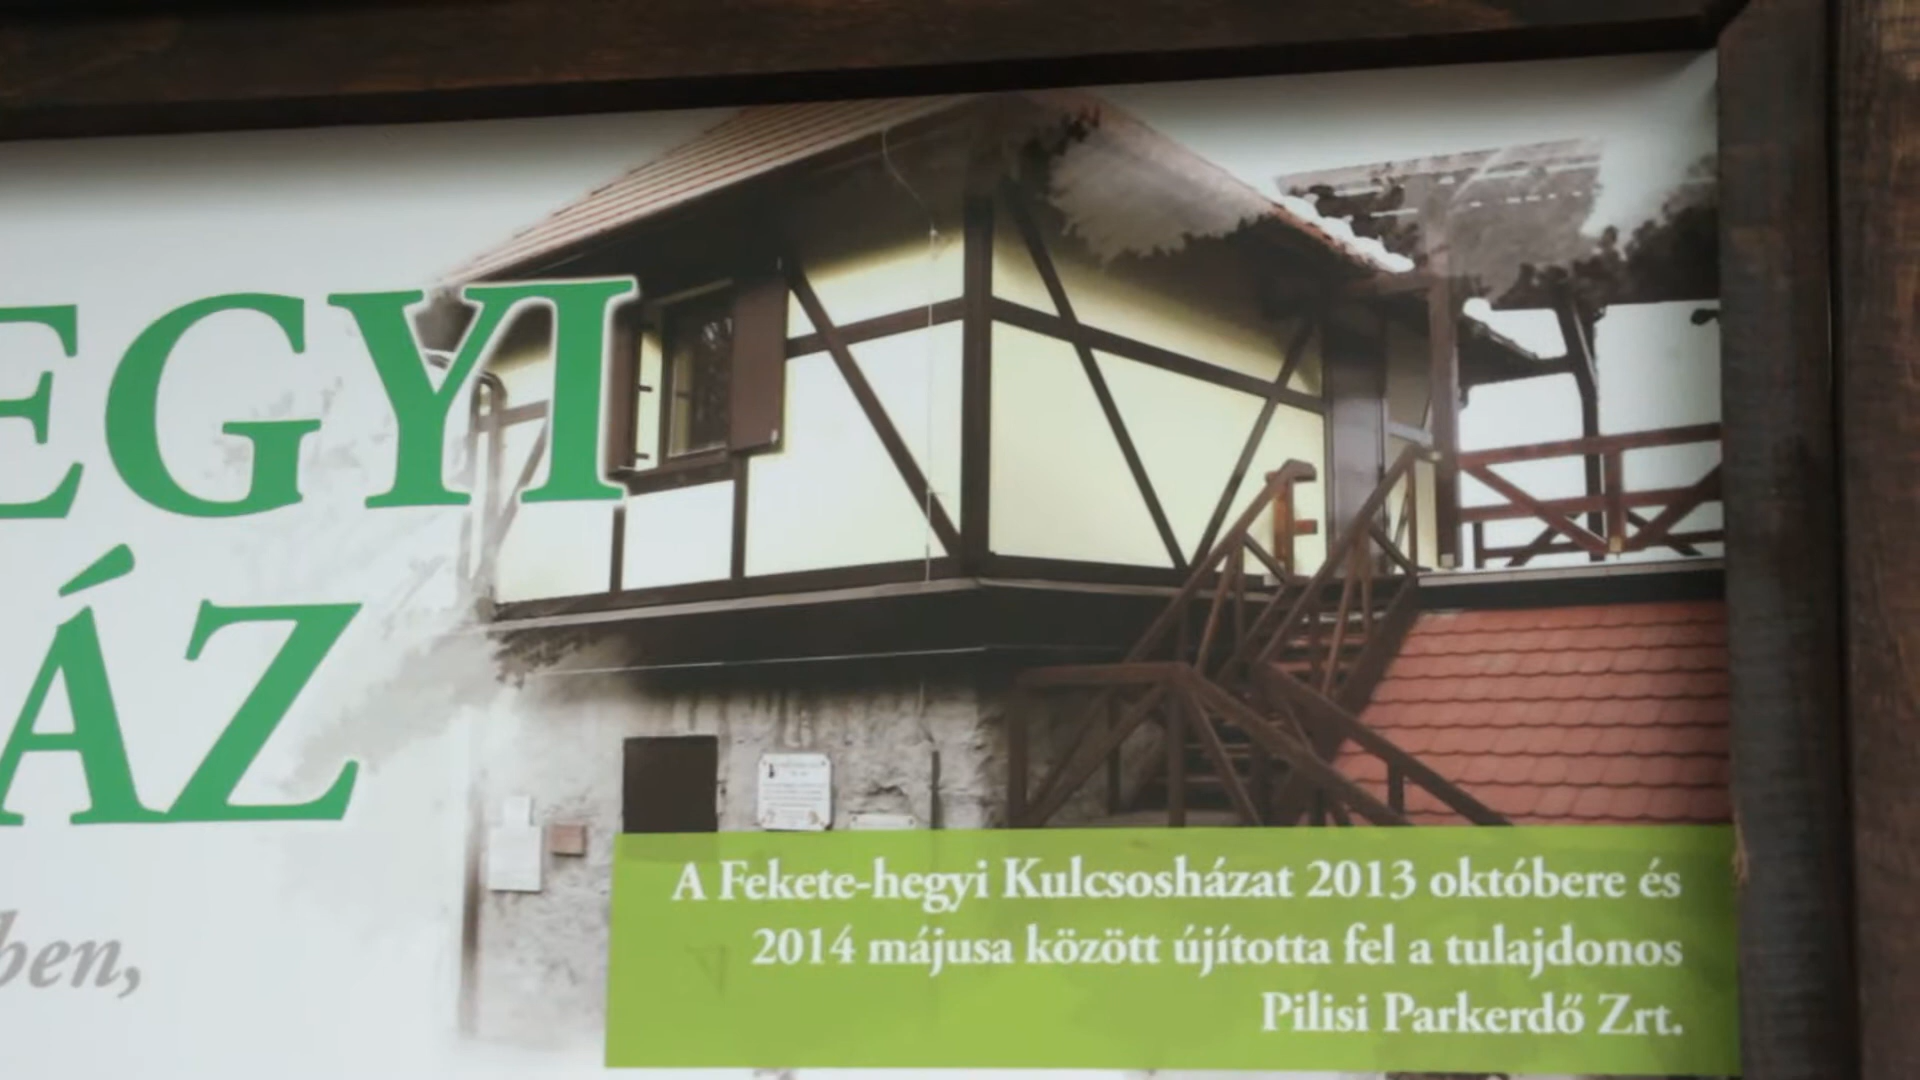 EGYI
ÁZ
ben,
A Fekete-hegyi Kulcsosházat 2013 októbere és
2014 májusa között újította fel a tulajdonos
Pilisi Parkerdő Zrt.